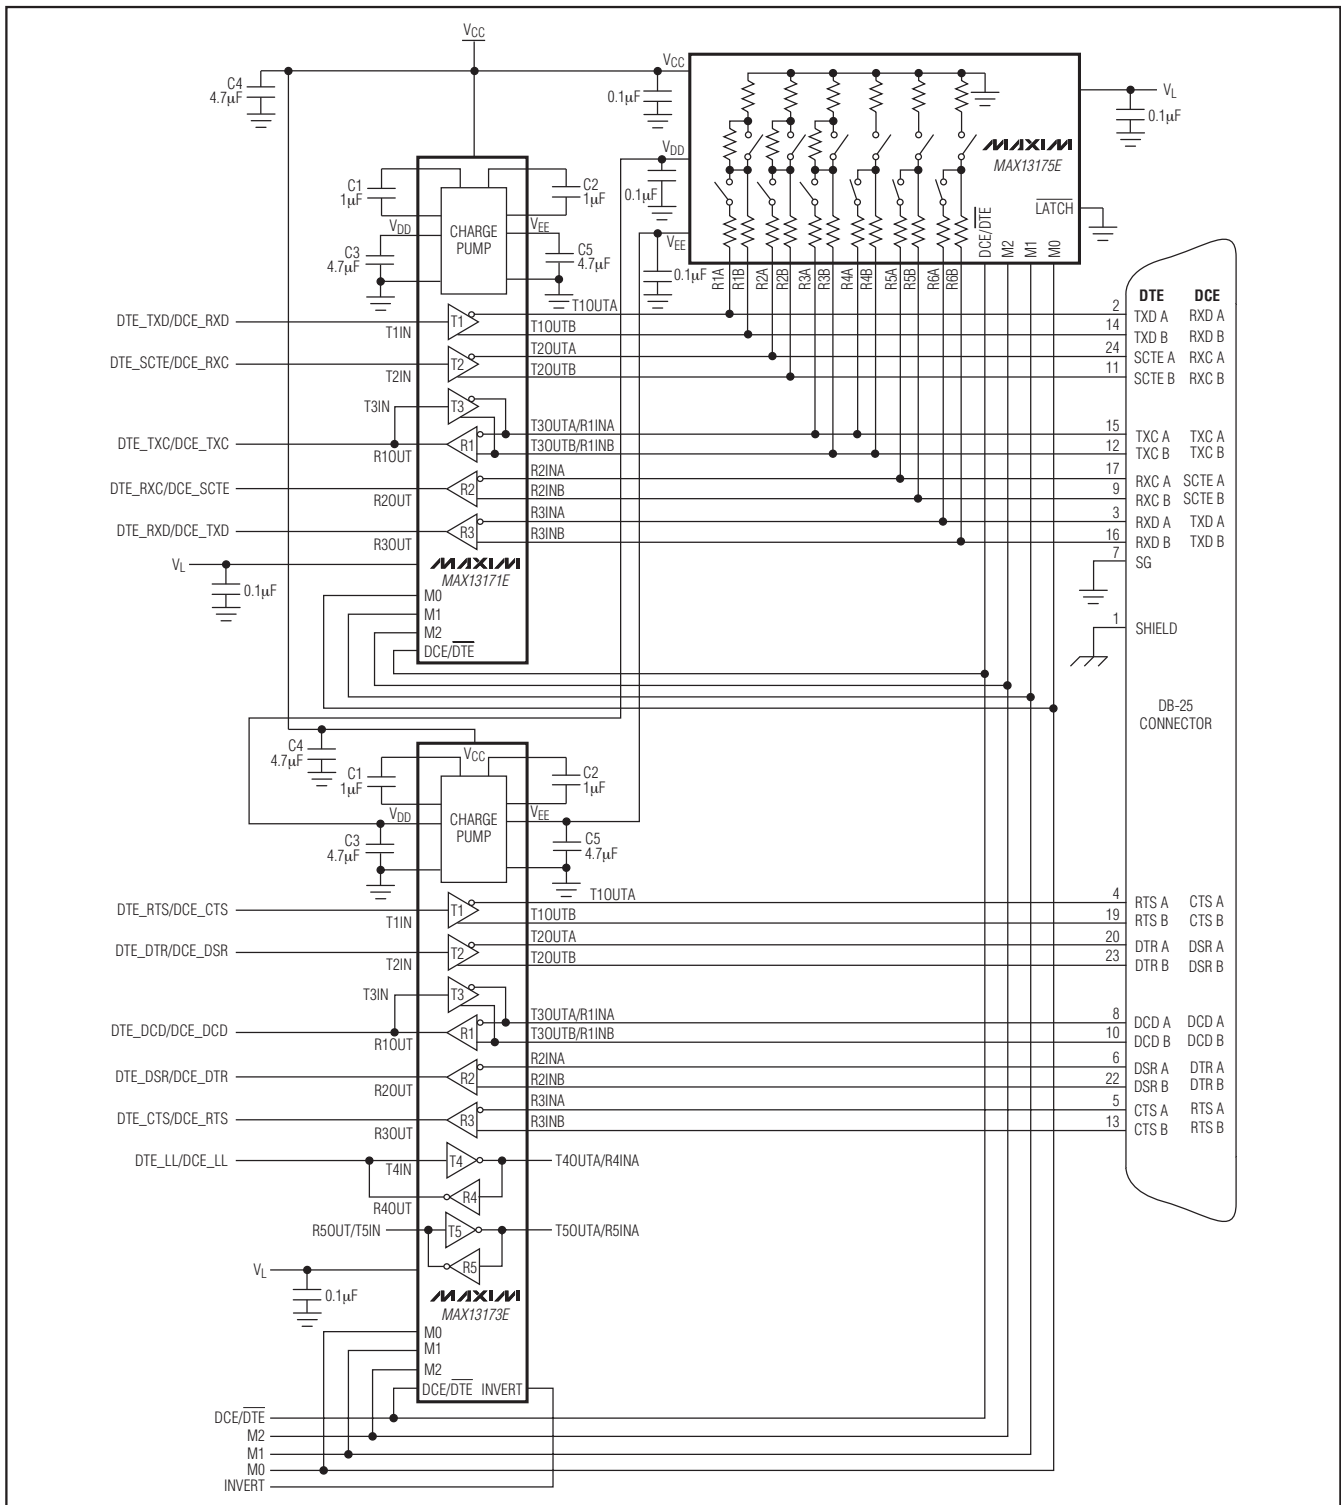 VCC
C4
4.7μF
VCC
0.1μF
VL
0.1μF
MAXIM
MAX13175E
VDD
0.1μF
VEE
0.1μF
LATCH
R1A
R1B
R2A
R2B
R3A
R3B
R4A
R4B
R5A
R5B
R6A
R6B
DCE/DTE
M2
M1
M0
C1
1μF
C2
1μF
VDD
VEE
CHARGE
PUMP
C3
4.7μF
C5
4.7μF
DTE DCE
DTE_TXD/DCE_RXD
T1IN
T1
T1OUTA
2
TXD A RXD A
T1OUTB
14
TXD B RXD B
DTE_SCTE/DCE_RXC
T2IN
T2
T2OUTA
24
SCTE A RXC A
T2OUTB
11
SCTE B RXC B
T3IN
T3
DTE_TXC/DCE_TXC
R1OUT
R1
T3OUTA/R1INA
15
TXC A TXC A
T3OUTB/R1INB
12
TXC B TXC B
DTE_RXC/DCE_SCTE
R2OUT
R2
R2INA
17
RXC A SCTE A
R2INB
9
RXC B SCTE B
DTE_RXD/DCE_TXD
R3OUT
R3
R3INA
3
RXD A TXD A
R3INB
16
RXD B TXD B
7
SG
1
SHIELD
VL
0.1μF
MAXIM
MAX13171E
M0
M1
M2
DCE/DTE
DB-25
CONNECTOR
C4
4.7μF
VCC
C1
1μF
C2
1μF
VDD
VEE
CHARGE
PUMP
C3
4.7μF
C5
4.7μF
DTE_RTS/DCE_CTS
T1IN
T1
T1OUTA
4
RTS A CTS A
T1OUTB
19
RTS B CTS B
DTE_DTR/DCE_DSR
T2IN
T2
T2OUTA
20
DTR A DSR A
T2OUTB
23
DTR B DSR B
T3IN
T3
DTE_DCD/DCE_DCD
R1OUT
R1
T3OUTA/R1INA
8
DCD A DCD A
T3OUTB/R1INB
10
DCD B DCD B
DTE_DSR/DCE_DTR
R2OUT
R2
R2INA
6
DSR A DTR A
R2INB
22
DSR B DTR B
DTE_CTS/DCE_RTS
R3OUT
R3
R3INA
5
CTS A RTS A
R3INB
13
CTS B RTS B
DTE_LL/DCE_LL
T4IN
T4
T4OUTA/R4INA
R4OUT
R4
R5OUT/T5IN
T5
T5OUTA/R5INA
R5
VL
0.1μF
MAXIM
MAX13173E
M0
M1
M2
DCE/DTE INVERT
DCE/DTE
M2
M1
M0
INVERT